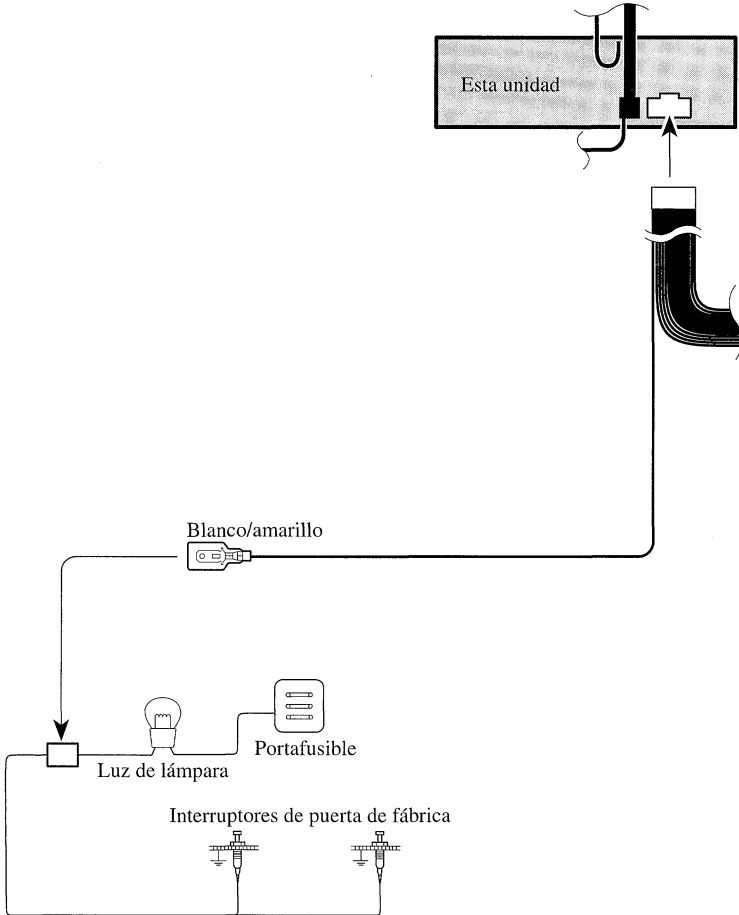 Esta unidad
Blanco/amarillo
Portafusible
Luz de lámpara
Interruptores de puerta de fábrica